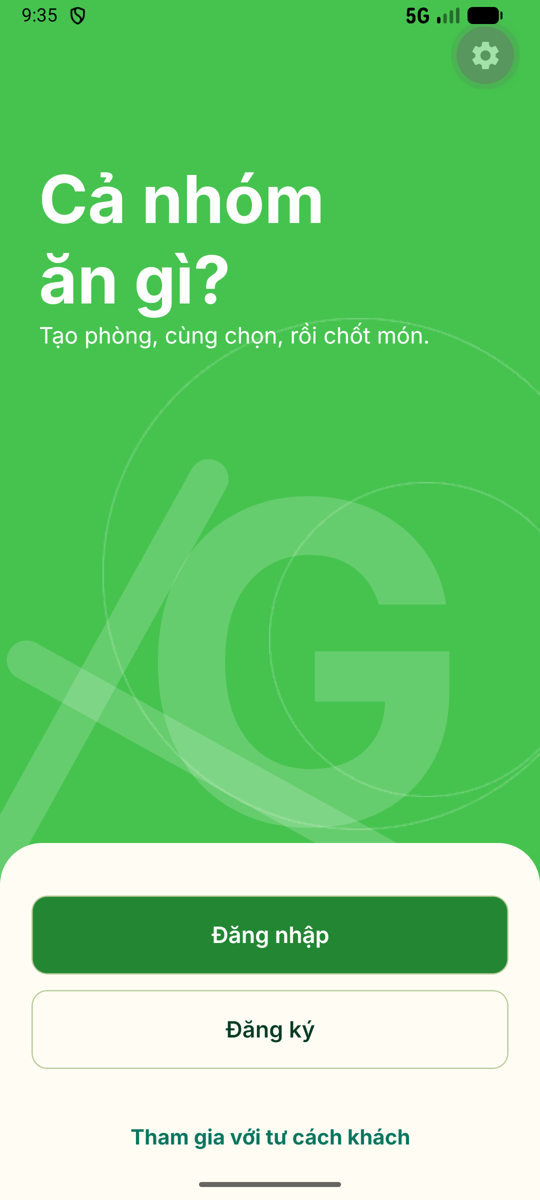 9:35
5G
Cả nhóm
ăn gì?
Tạo phòng, cùng chọn, rồi chốt món.
G
Đăng nhập
Đăng ký
Tham gia với tư cách khách